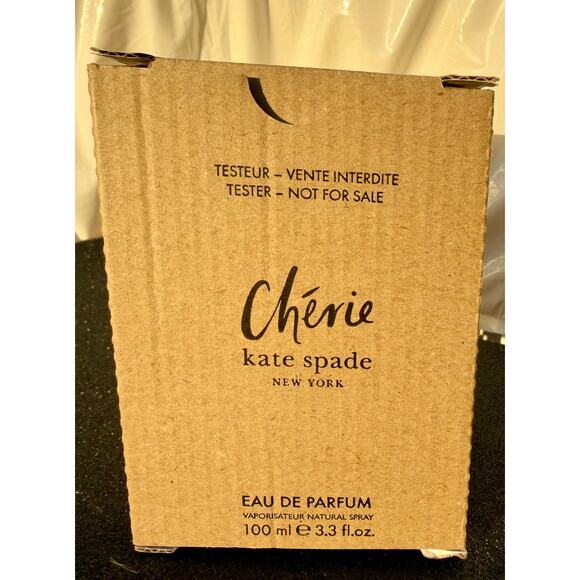 TESTEUR – VENTE INTERDITE
TESTER – NOT FOR SALE
Chérie
kate spade
NEW YORK
EAU DE PARFUM
VAPORISATEUR NATURAL SPRAY
100 ml ℮ 3.3 fl.oz.